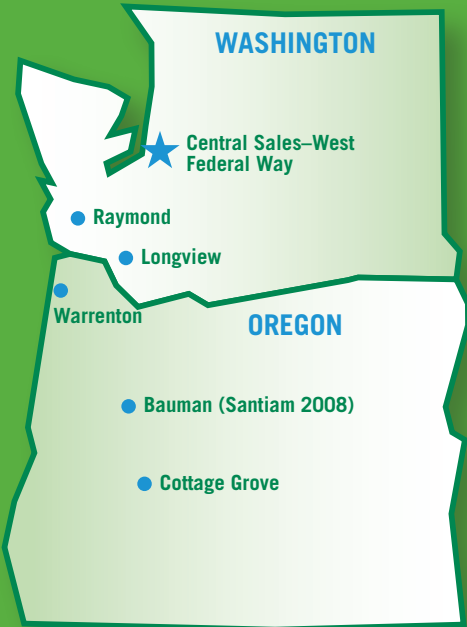 WASHINGTON
Central Sales–West
Federal Way
Raymond
Longview
Warrenton
OREGON
Bauman (Santiam 2008)
Cottage Grove